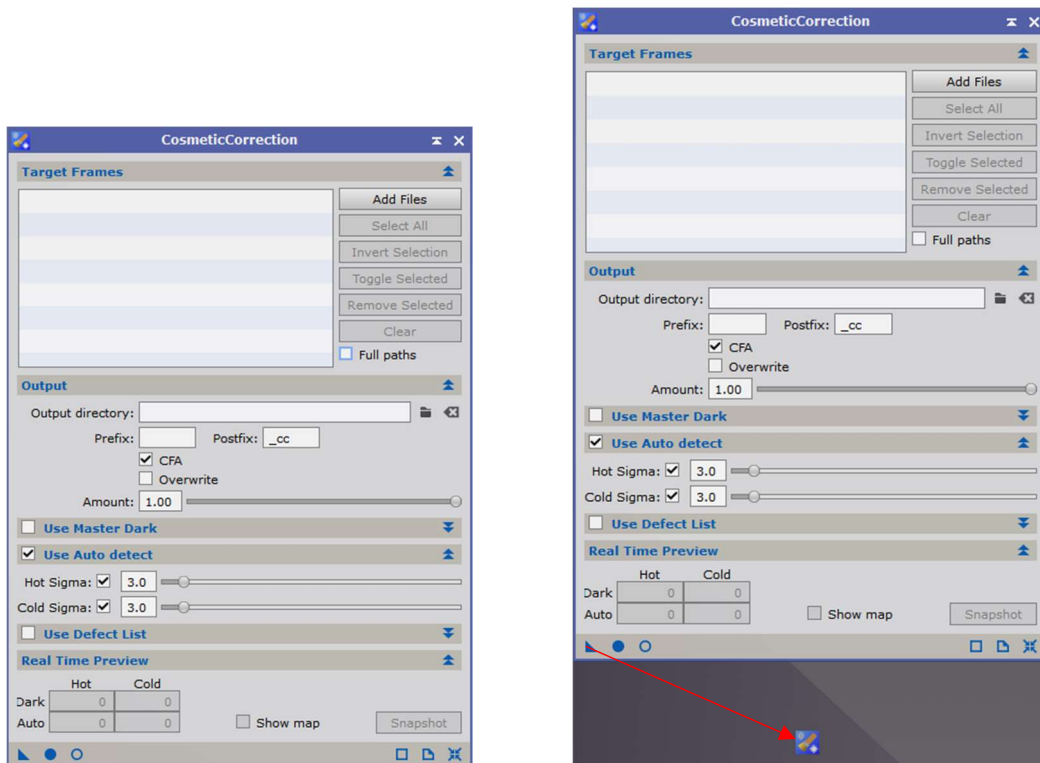 CosmeticCorrection
Target Frames
Add Files
Select All
Invert Selection
Toggle Selected
Remove Selected
Clear
Full paths
Output
Output directory:
Prefix: Postfix: _cc
CFA
Overwrite
Amount: 1.00
Use Master Dark
Use Auto detect
Hot Sigma: 3.0
Cold Sigma: 3.0
Use Defect List
Real Time Preview
Hot Cold
Dark 0 0
Auto 0 0 Show map Snapshot
CosmeticCorrection
Target Frames
Add Files
Select All
Invert Selection
Toggle Selected
Remove Selected
Clear
Full paths
Output
Output directory:
Prefix: Postfix: _cc
CFA
Overwrite
Amount: 1.00
Use Master Dark
Use Auto detect
Hot Sigma: 3.0
Cold Sigma: 3.0
Use Defect List
Real Time Preview
Hot Cold
Dark 0 0
Auto 0 0 Show map Snapshot